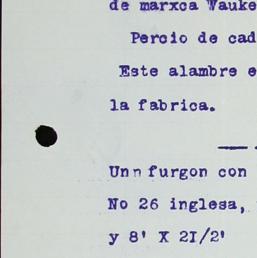 de marxca Wauke
Percio de cad
Este alambre e
la fabrica.
Unn furgon con
No 26 inglesa,
y 8' X 2I/2'